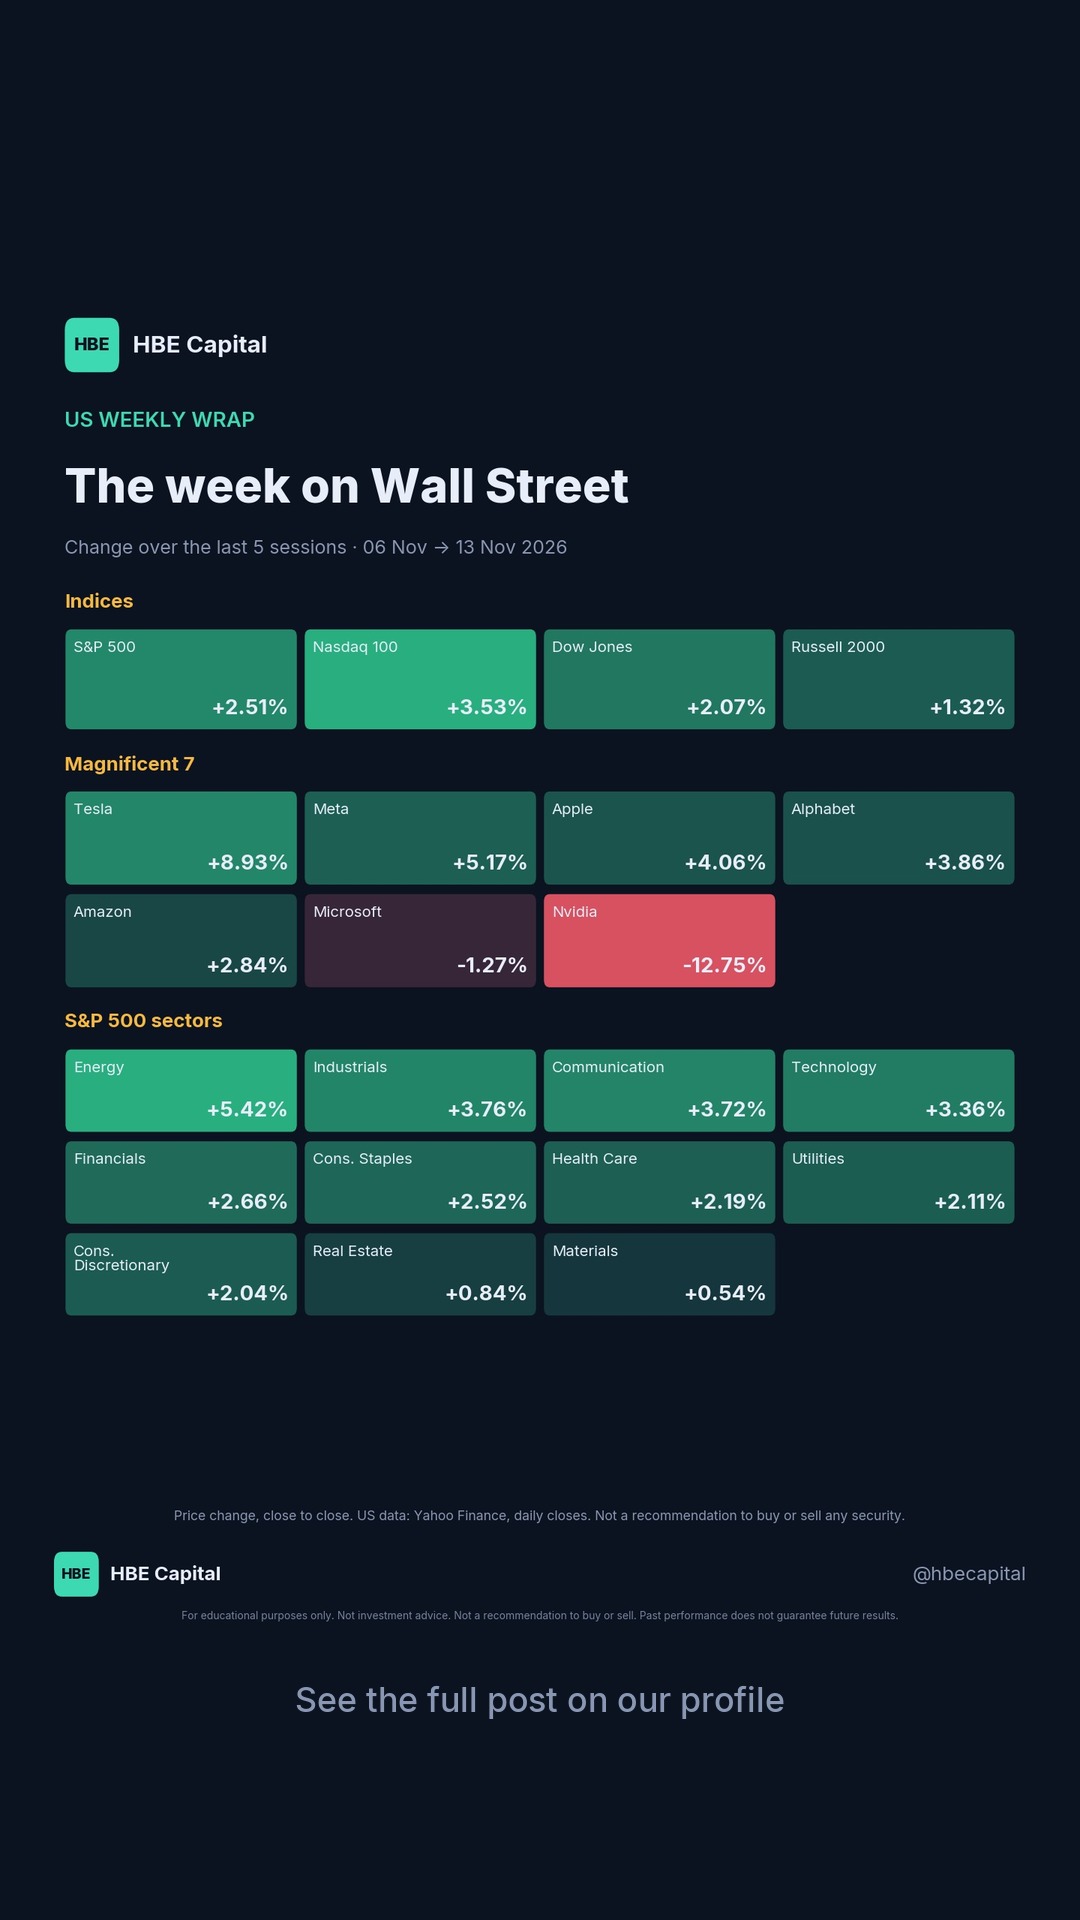 HBE
HBE Capital
US WEEKLY WRAP
The week on Wall Street
Change over the last 5 sessions · 06 Nov → 13 Nov 2026
Indices
S&P 500
+2.51%
Nasdaq 100
+3.53%
Dow Jones
+2.07%
Russell 2000
+1.32%
Magnificent 7
Tesla
+8.93%
Meta
+5.17%
Apple
+4.06%
Alphabet
+3.86%
Amazon
+2.84%
Microsoft
-1.27%
Nvidia
-12.75%
S&P 500 sectors
Energy
+5.42%
Industrials
+3.76%
Communication
+3.72%
Technology
+3.36%
Financials
+2.66%
Cons. Staples
+2.52%
Health Care
+2.19%
Utilities
+2.11%
Cons.
Discretionary
+2.04%
Real Estate
+0.84%
Materials
+0.54%
Price change, close to close. US data: Yahoo Finance, daily closes. Not a recommendation to buy or sell any security.
HBE
HBE Capital
@hbecapital
For educational purposes only. Not investment advice. Not a recommendation to buy or sell. Past performance does not guarantee future results.
See the full post on our profile